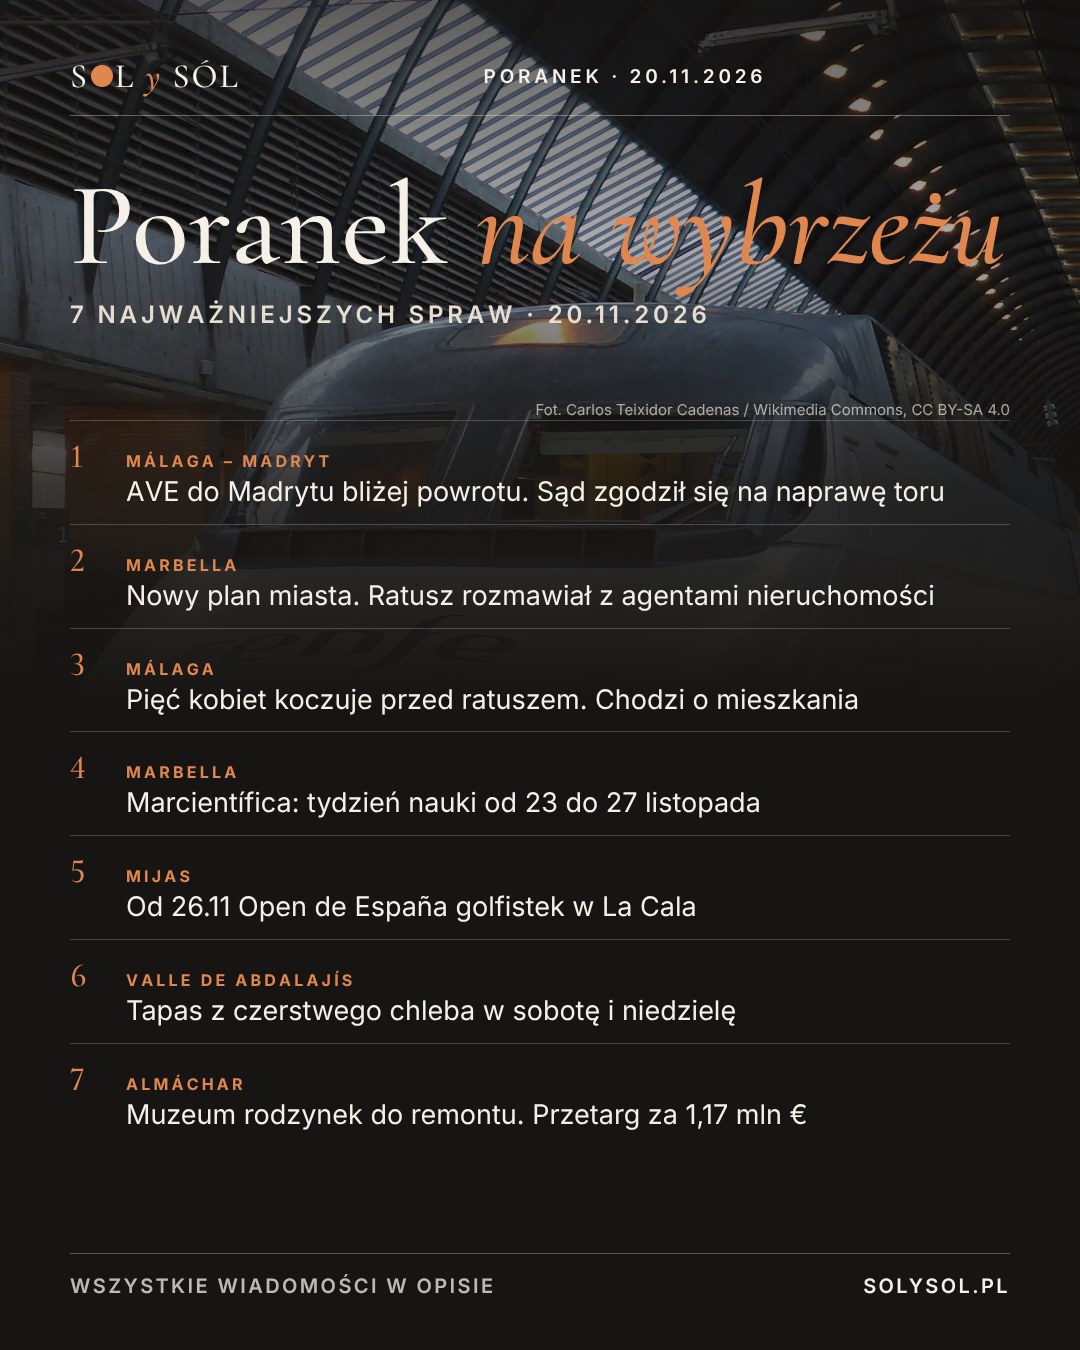 SOL y SÓL
PORANEK · 20.11.2026
Poranek na wybrzeżu
7 NAJWAŻNIEJSZYCH SPRAW · 20.11.2026
Fot. Carlos Teixidor Cadenas / Wikimedia Commons, CC BY-SA 4.0
1 MÁLAGA – MADRYT
AVE do Madrytu bliżej powrotu. Sąd zgodził się na naprawę toru
2 MARBELLA
Nowy plan miasta. Ratusz rozmawiał z agentami nieruchomości
renfe
3 MÁLAGA
Pięć kobiet koczuje przed ratuszem. Chodzi o mieszkania
4 MARBELLA
Marcientífica: tydzień nauki od 23 do 27 listopada
5 MIJAS
Od 26.11 Open de España golfistek w La Cala
6 VALLE DE ABDALAJÍS
Tapas z czerstwego chleba w sobotę i niedzielę
7 ALMÁCHAR
Muzeum rodzynek do remontu. Przetarg za 1,17 mln €
WSZYSTKIE WIADOMOŚCI W OPISIE
SOLYSOL.PL